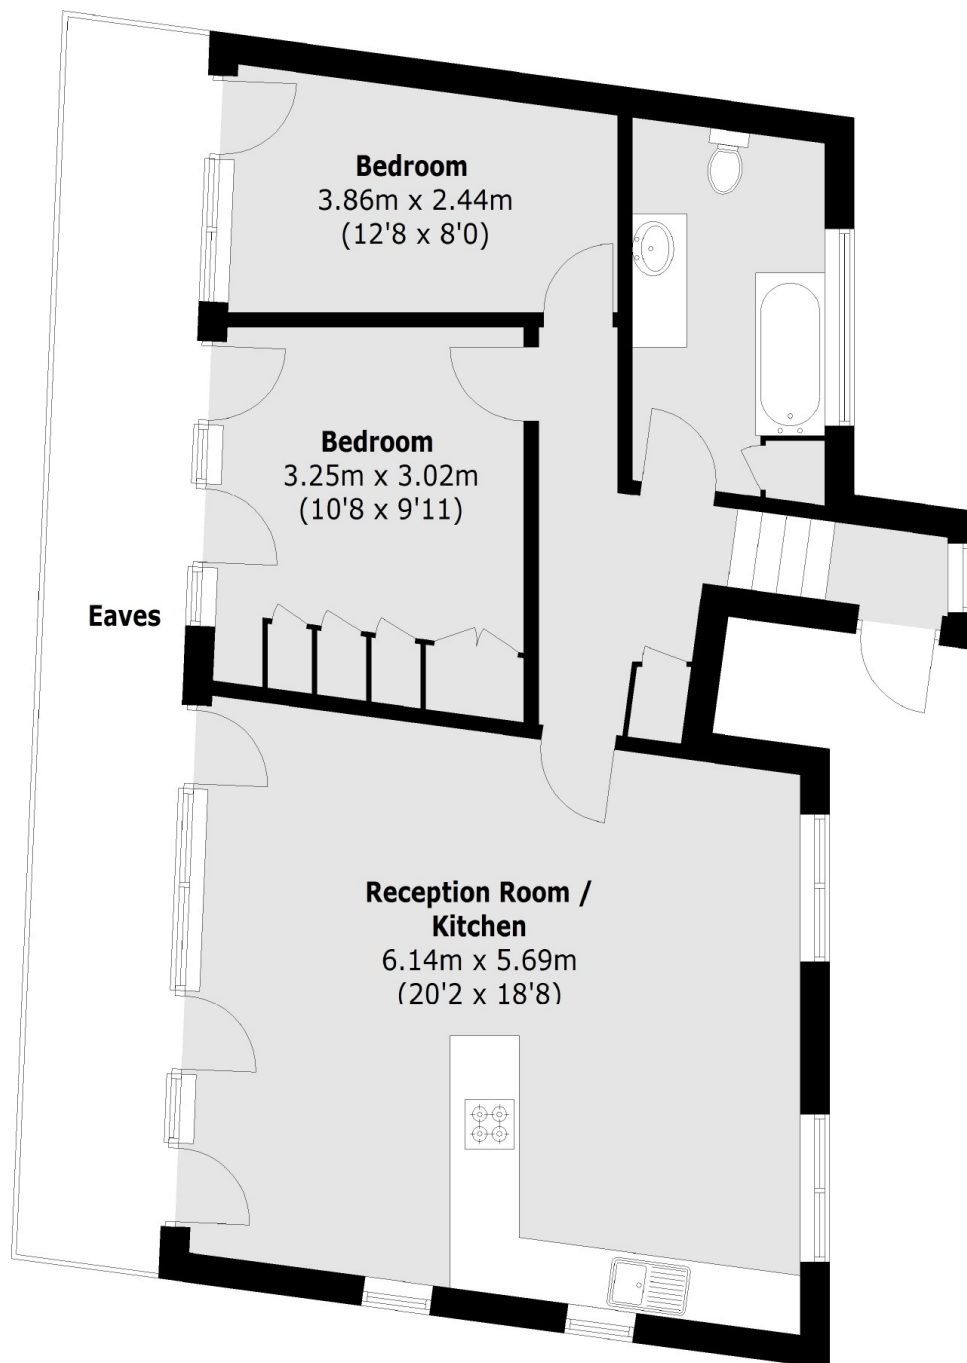 Bedroom
3.86m x 2.44m
(12'8 x 8'0)
Bedroom
3.25m x 3.02m
(10'8 x 9'11)
Eaves
Reception Room /
Kitchen
6.14m x 5.69m
(20'2 x 18'8)